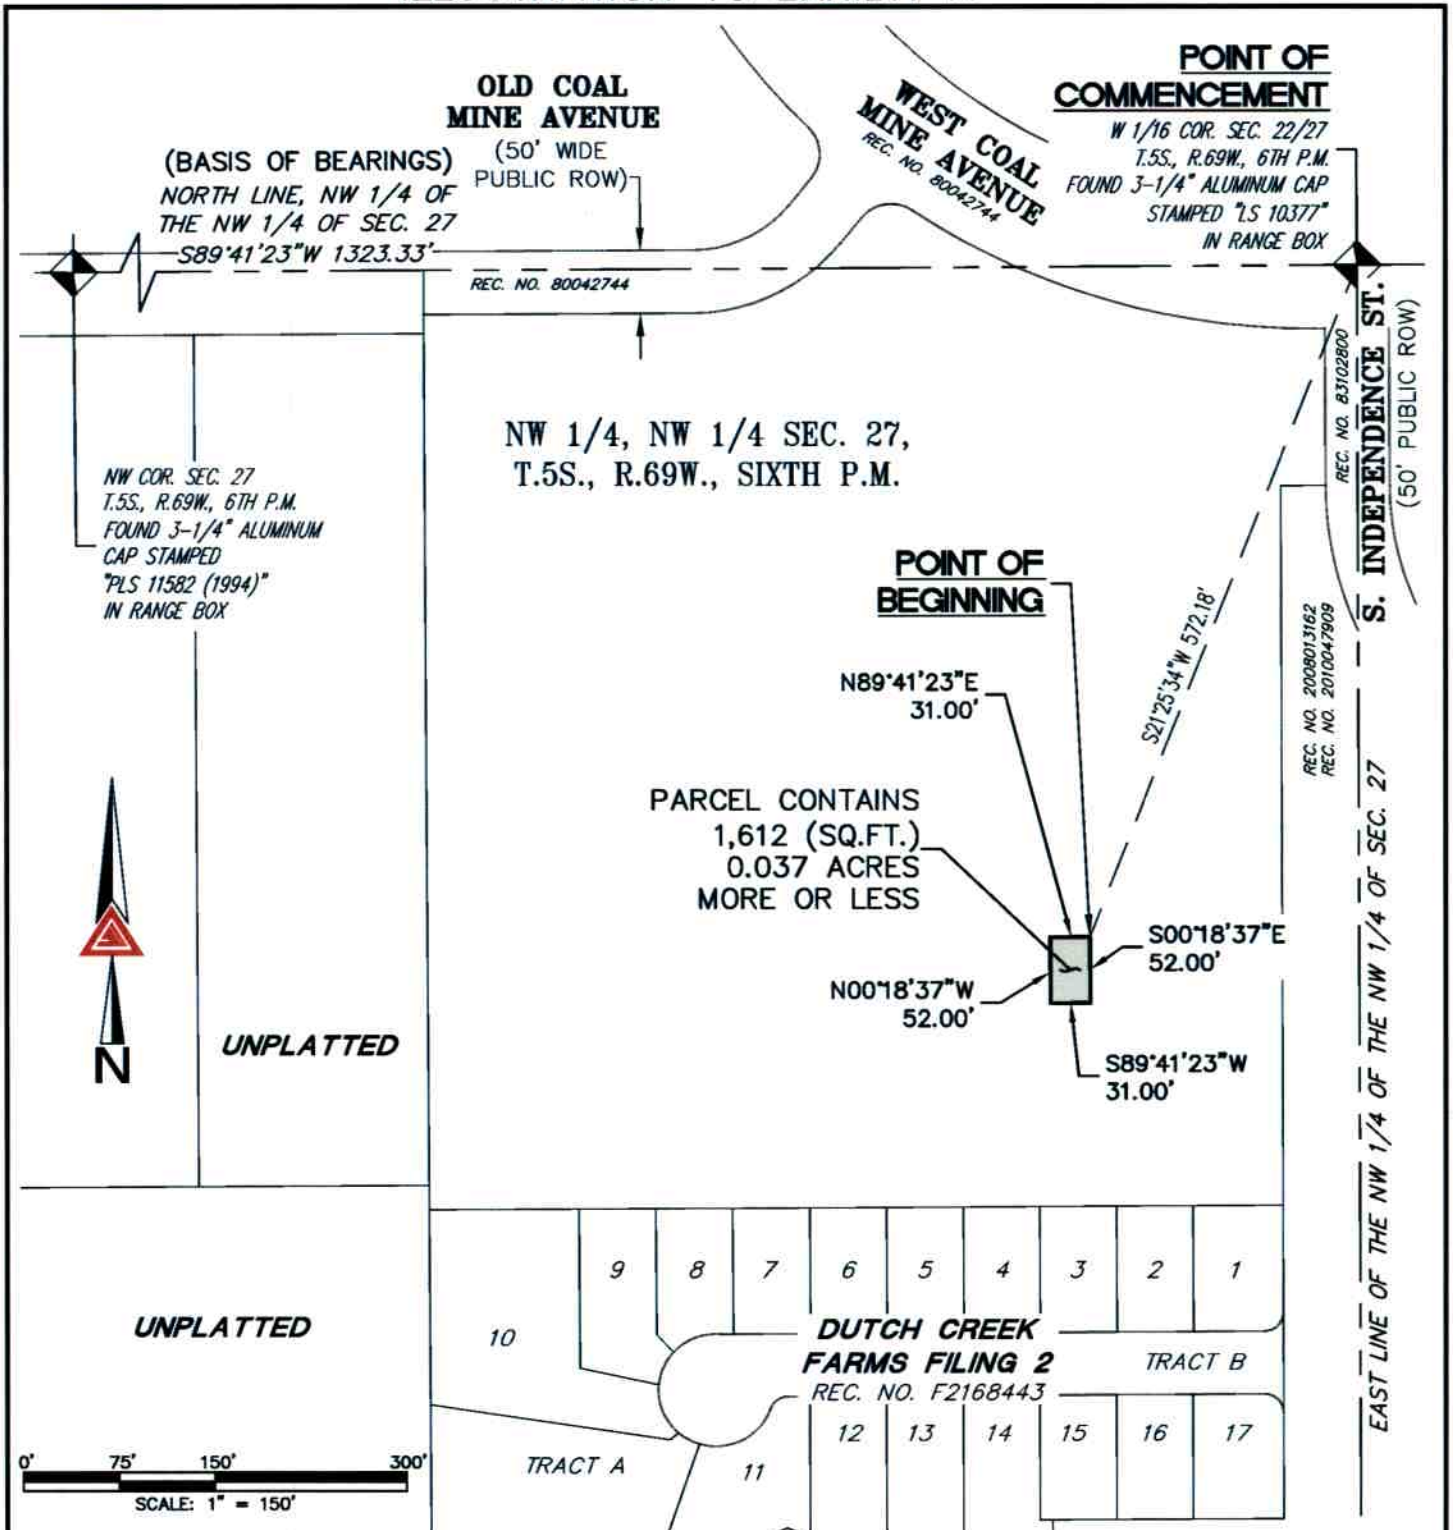 POINT OF
COMMENCEMENT
W 1/16 COR. SEC. 22/27
T.5S., R.69W., 6TH P.M.
FOUND 3-1/4" ALUMINUM CAP
STAMPED "LS 10377"
IN RANGE BOX
OLD COAL
MINE AVENUE
(50' WIDE
PUBLIC ROW)
WEST COAL
MINE AVENUE
REC. NO. 80042744
(BASIS OF BEARINGS)
NORTH LINE, NW 1/4 OF
THE NW 1/4 OF SEC. 27
S89°41'23"W 1323.33'
REC. NO. 80042744
NW 1/4, NW 1/4 SEC. 27,
T.5S., R.69W., SIXTH P.M.
NW COR. SEC. 27
T.5S., R.69W., 6TH P.M.
FOUND 3-1/4" ALUMINUM
CAP STAMPED
"PLS 11582 (1994)"
IN RANGE BOX
REC. NO. 83102800
S. INDEPENDENCE ST.
(50' PUBLIC ROW)
POINT OF
BEGINNING
S21°25'34"W 572.18'
REC. NO. 2008013162
REC. NO. 2010047909
N89°41'23"E
31.00'
PARCEL CONTAINS
1,612 (SQ.FT.)
0.037 ACRES
MORE OR LESS
S00°18'37"E
52.00'
N00°18'37"W
52.00'
S89°41'23"W
31.00'
EAST LINE OF THE NW 1/4 OF THE NW 1/4 OF SEC. 27
N
UNPLATTED
UNPLATTED
9
8
7
6
5
4
3
2
1
10
DUTCH CREEK
FARMS FILING 2
REC. NO. F2168443
TRACT B
TRACT A
11
12
13
14
15
16
17
0'
75'
150'
300'
SCALE: 1" = 150'